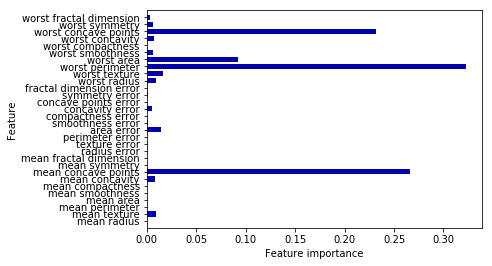 worst fractal dimension
worst symmetry
worst concave points
worst concavity
worst compactness
worst smoothness
worst area
worst perimeter
worst texture
worst radius
fractal dimension error
symmetry error
concave points error
concavity error
compactness error
smoothness error
area error
perimeter error
texture error
radius error
mean fractal dimension
mean symmetry
mean concave points
mean concavity
mean compactness
mean smoothness
mean area
mean perimeter
mean texture
mean radius
Feature
0.00 0.05 0.10 0.15 0.20 0.25 0.30
Feature importance